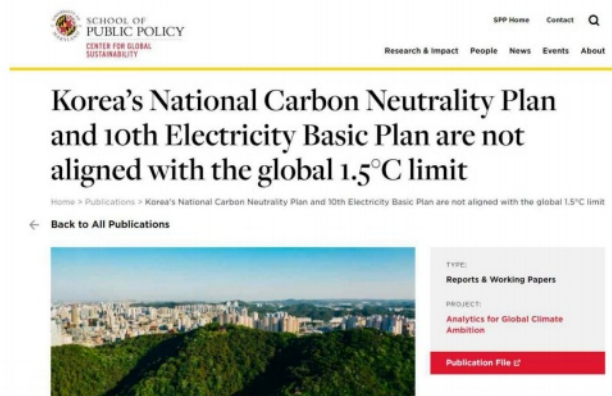 SCHOOL OF
PUBLIC POLICY
CENTER FOR GLOBAL
SUSTAINABILITY
SPP Home Contact
Research & Impact People News Events About
Korea's National Carbon Neutrality Plan
and 10th Electricity Basic Plan are not
aligned with the global 1.5°C limit
Home > Publications > Korea's National Carbon Neutrality Plan and 10th Electricity Basic Plan are not aligned with the global 1.5°C limit
← Back to All Publications
TYPE:
Reports & Working Papers
PROJECT:
Analytics for Global Climate
Ambition
Publication File